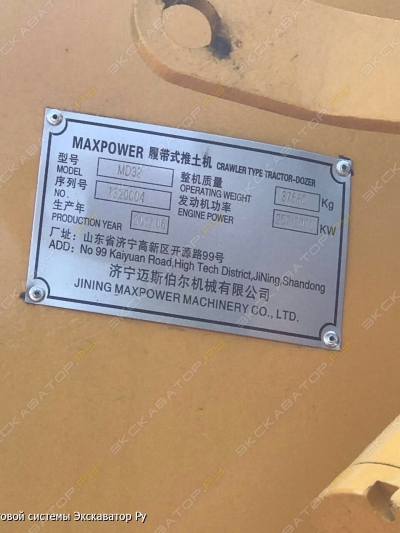 MAXPOWER 履带式推土机 CRAWLER TYPE TRACTOR-DOZER
型号 整机质量
MODEL MD32 OPERATING WEIGHT Kg
序列号 发动机功率
NO. 1320004 ENGINE POWER KW
生产年
PRODUCTION YEAR
厂址：山东省济宁高新区开源路99号
ADD: No 99 Kaiyuan Road,High Tech District,JiNing,Shandong
济宁迈斯伯尔机械有限公司
JINING MAXPOWER MACHINERY CO., LTD.
говой системы Экскаватор Ру
ЭКСКАВАТОР.РУ